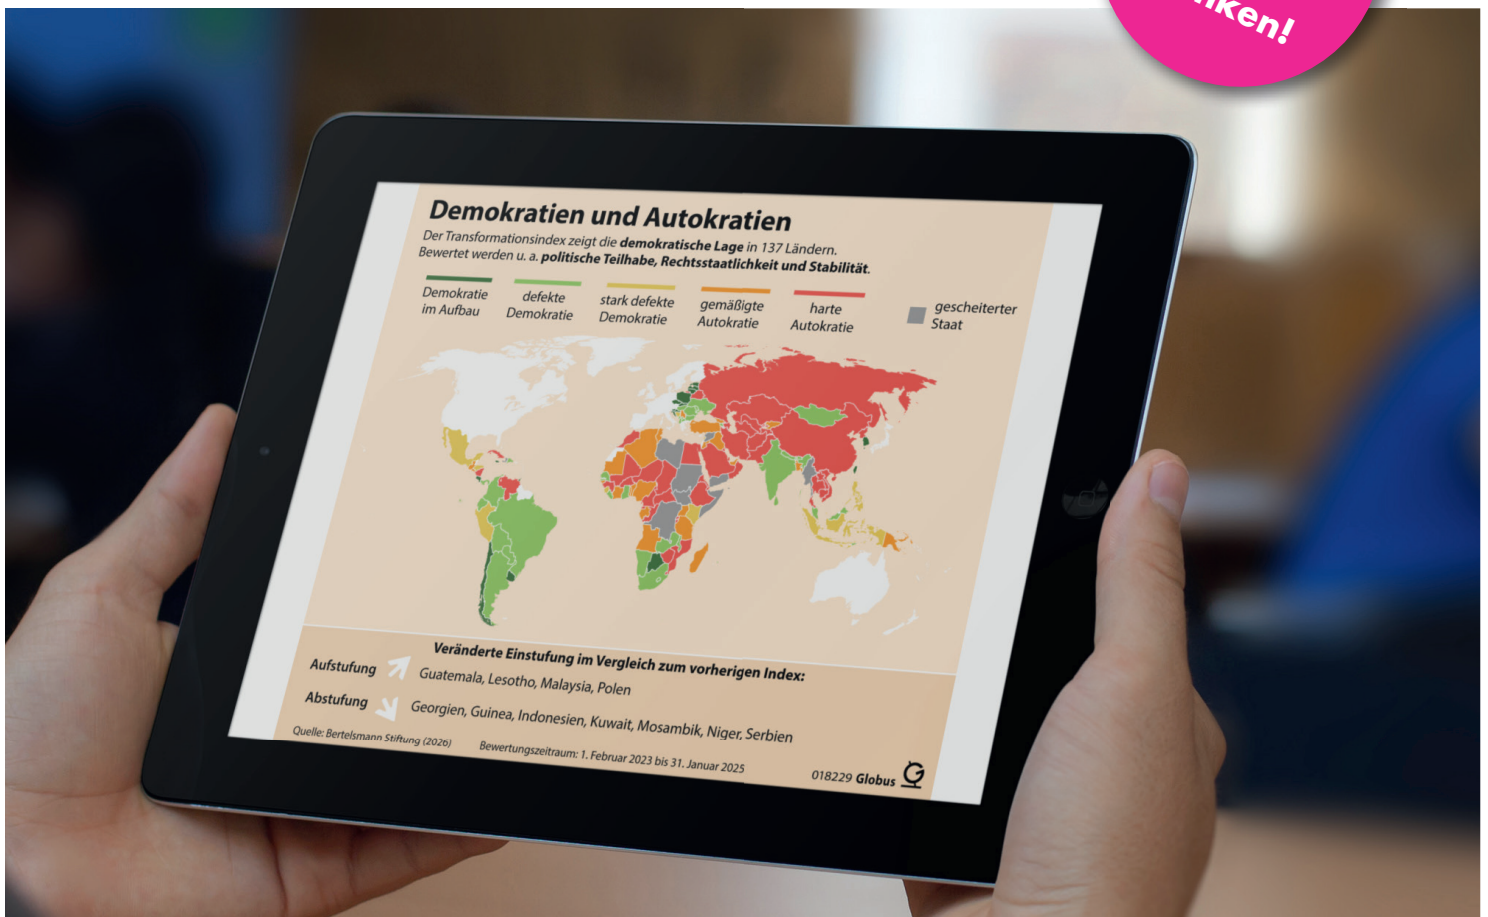 Demokratien und Autokratien
Der Transformationsindex zeigt die demokratische Lage in 137 Ländern.
Bewertet werden u. a. politische Teilhabe, Rechtsstaatlichkeit und Stabilität.
Demokratie
im Aufbau
defekte
Demokratie
stark defekte
Demokratie
gemäßigte
Autokratie
harte
Autokratie
gescheiterter
Staat
Veränderte Einstufung im Vergleich zum vorherigen Index:
Aufstufung
Guatemala, Lesotho, Malaysia, Polen
Abstufung
Georgien, Guinea, Indonesien, Kuwait, Mosambik, Niger, Serbien
Quelle: Bertelsmann Stiftung (2026)
Bewertungszeitraum: 1. Februar 2023 bis 31. Januar 2025
018229 Globus